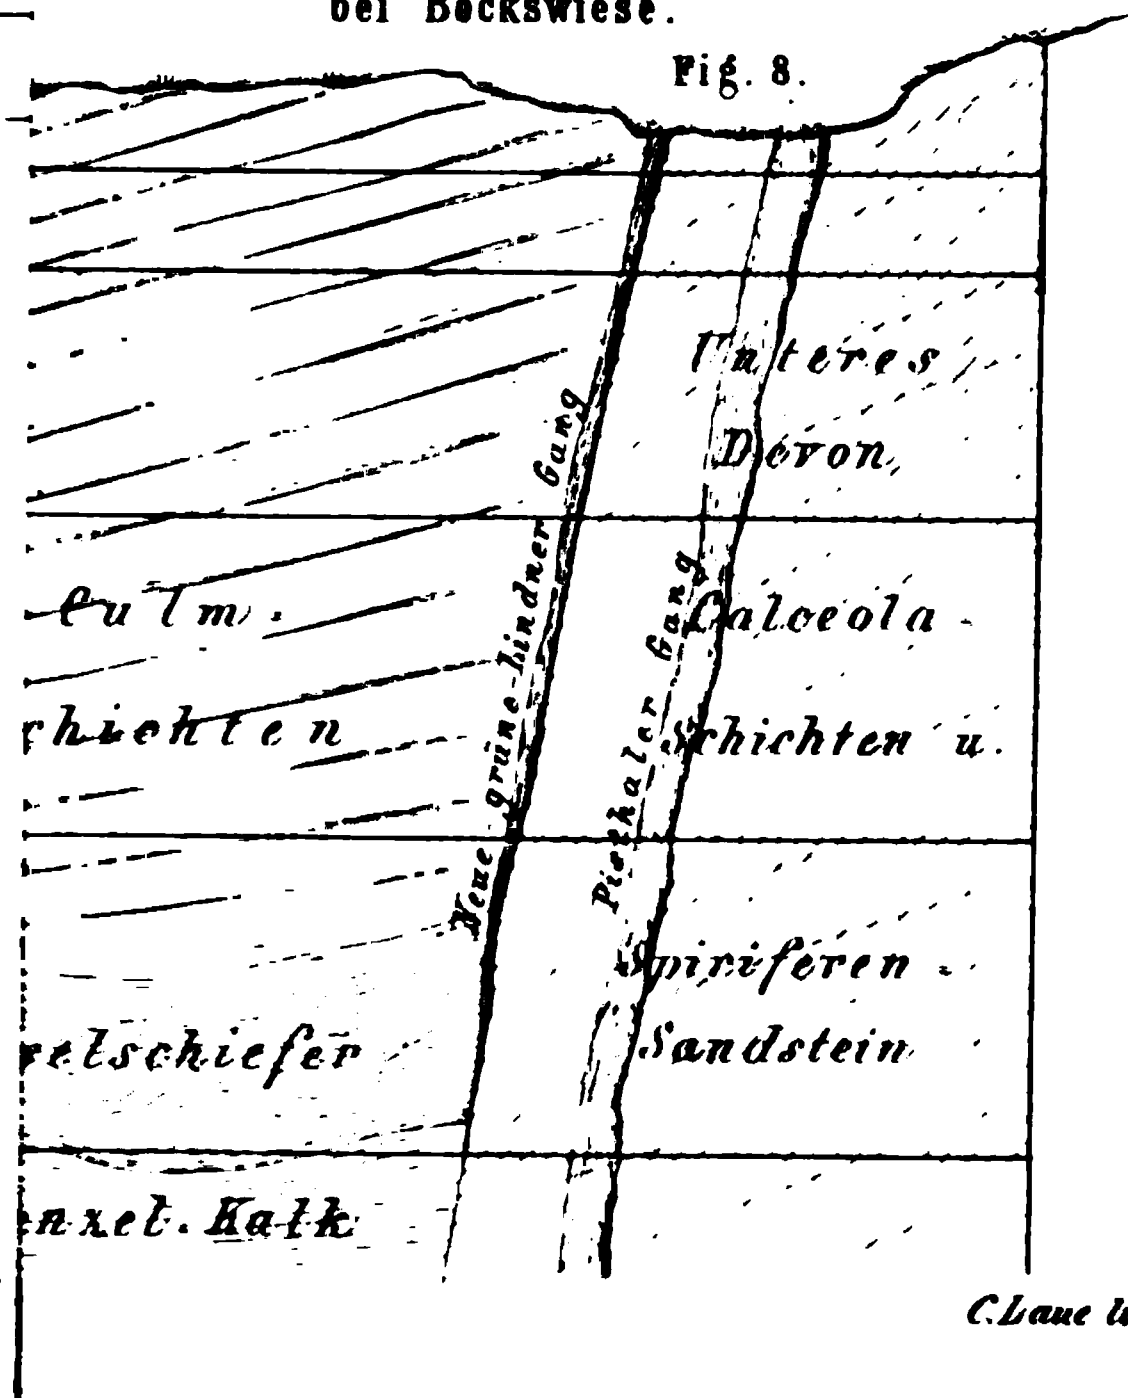 bei Bockswiese.
Fig. 8.
Unteres
Devon,
Neue grüne-Lindner Gang
Culm.
Calceola -
Pisthaler Gang
chichten
Schichten u.
Spiriferen -
Sandstein
elschiefer
nxel. Kalk
C. Laue